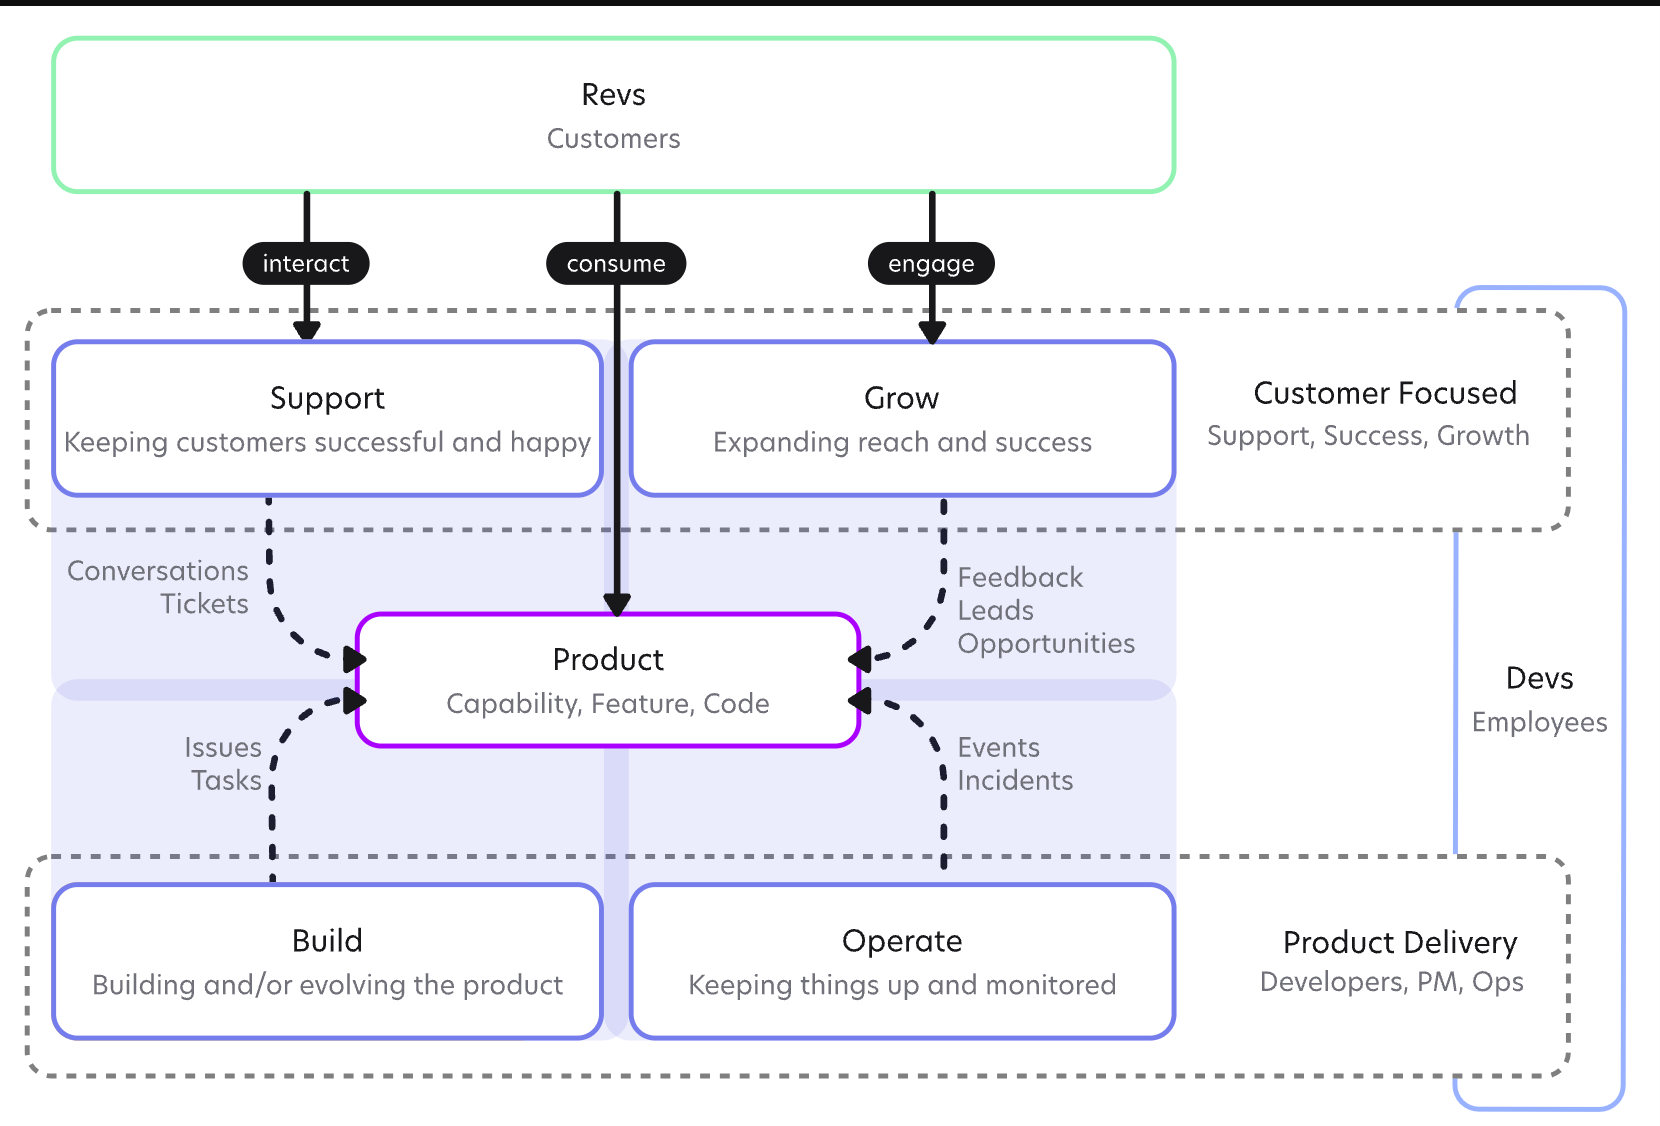 Revs
Customers
interact
consume
engage
Support
Keeping customers successful and happy
Grow
Expanding reach and success
Customer Focused
Support, Success, Growth
Conversations
Tickets
Feedback
Leads
Opportunities
Product
Capability, Feature, Code
Devs
Employees
Issues
Tasks
Events
Incidents
Build
Building and/or evolving the product
Operate
Keeping things up and monitored
Product Delivery
Developers, PM, Ops